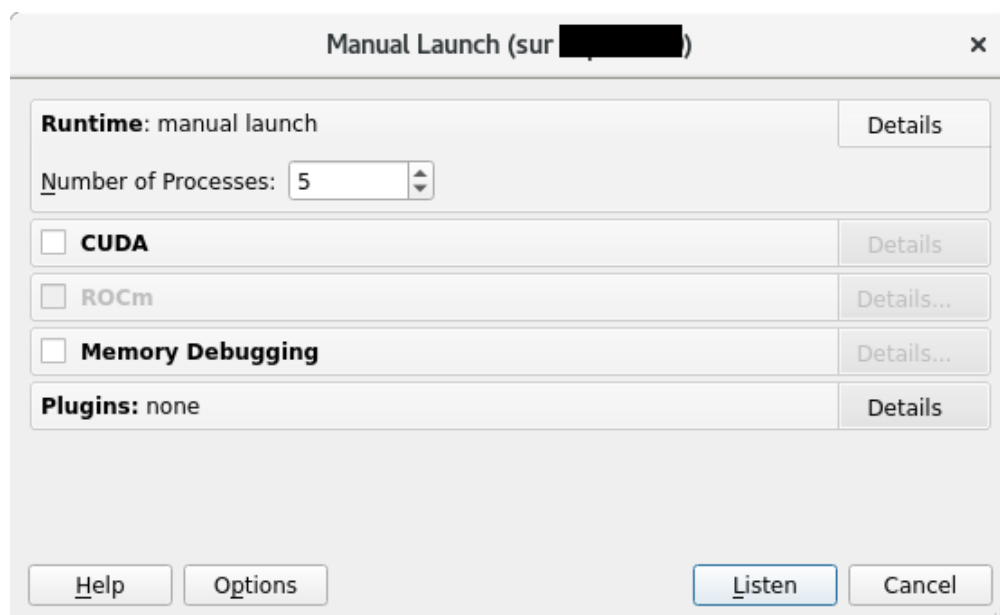 Manual Launch (sur )
Runtime: manual launch
Details
Number of Processes: 5
CUDA
Details
ROCm
Details...
Memory Debugging
Details...
Plugins: none
Details
Help
Options
Listen
Cancel